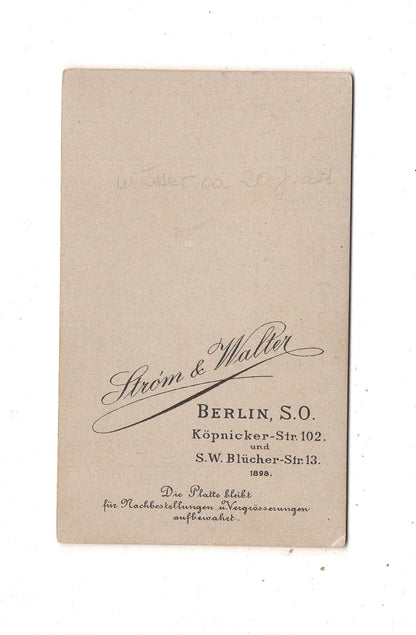 mutter ca 20 J. alt
Ström & Walter
BERLIN, S.O.
Köpnicker-Str. 102.
und
S.W. Blücher-Str. 13.
1898.
Die Platte bleibt
für Nachbestellungen u. Vergrösserungen
aufbewahrt.